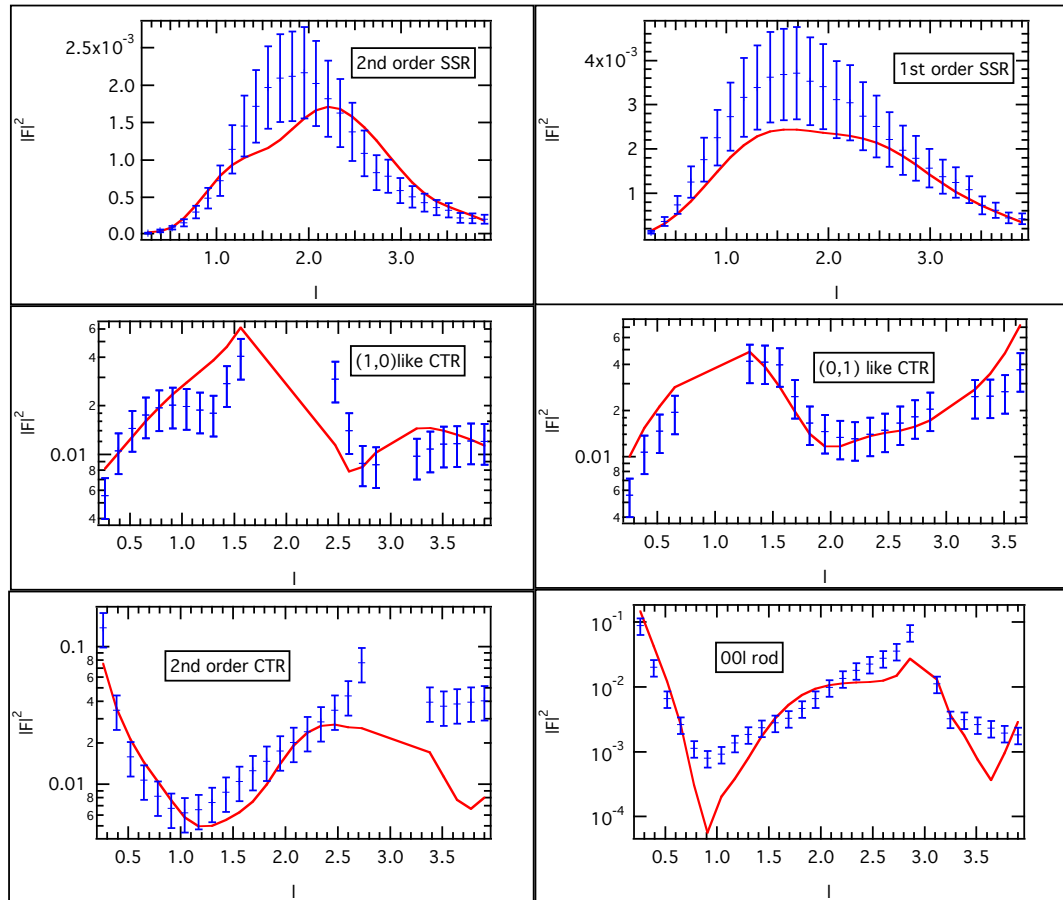 2.5x10-3
2.0
1.5
1.0
0.5
0.0
|F|2
2nd order SSR
1.0 2.0 3.0
l
4x10-3
3
2
1
|F|2
1st order SSR
1.0 2.0 3.0
l
6
4
2
0.01
8
6
4
|F|2
(1,0)like CTR
0.5 1.0 1.5 2.0 2.5 3.0 3.5
l
6
4
2
0.01
8
6
4
|F|2
(0,1) like CTR
0.5 1.0 1.5 2.0 2.5 3.0 3.5
l
0.1
8
6
4
2
0.01
8
6
|F|2
2nd order CTR
0.5 1.0 1.5 2.0 2.5 3.0 3.5
l
10-1
10-2
10-3
10-4
|F|2
00l rod
0.5 1.0 1.5 2.0 2.5 3.0 3.5
l